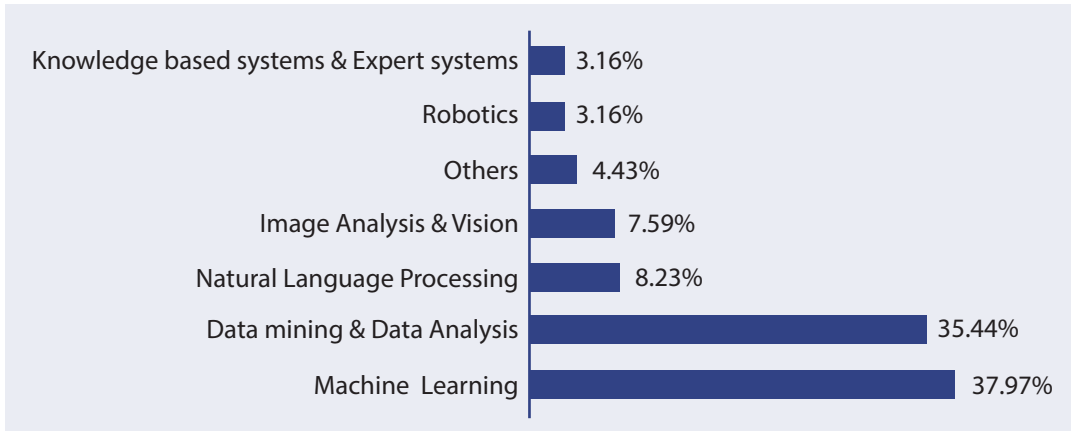 Knowledge based systems & Expert systems 3.16%
Robotics 3.16%
Others 4.43%
Image Analysis & Vision 7.59%
Natural Language Processing 8.23%
Data mining & Data Analysis 35.44%
Machine Learning 37.97%